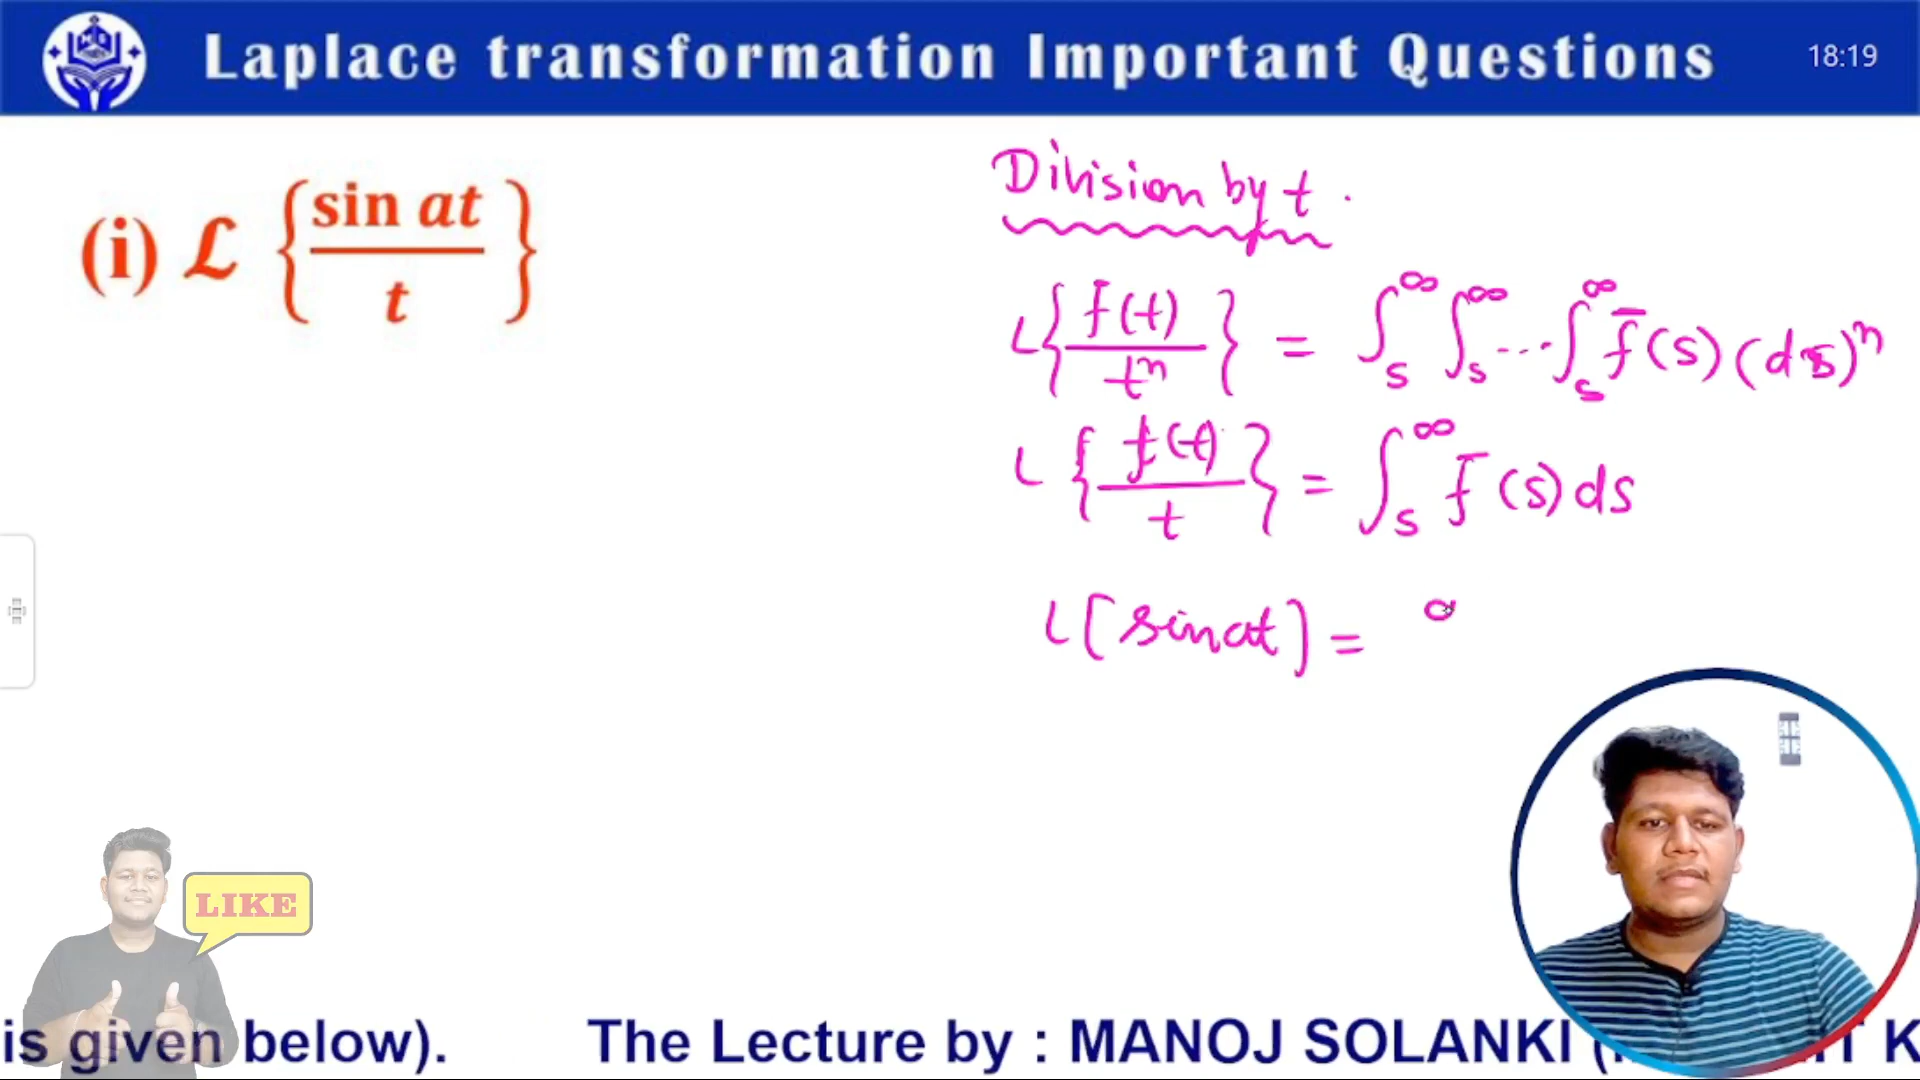 Laplace transformation Important Questions
18:19
(i) ℒ {sin at / t}
Division by t.
L{f(t)/tⁿ} = ∫ₛ^∞ ∫ₛ^∞ ... ∫ₛ^∞ f̄(s) (ds)ⁿ
L{f(t)/t} = ∫ₛ^∞ f̄(s) ds
L[sin at] = a
LIKE
is given below). The Lecture by : MANOJ SOLANKI (